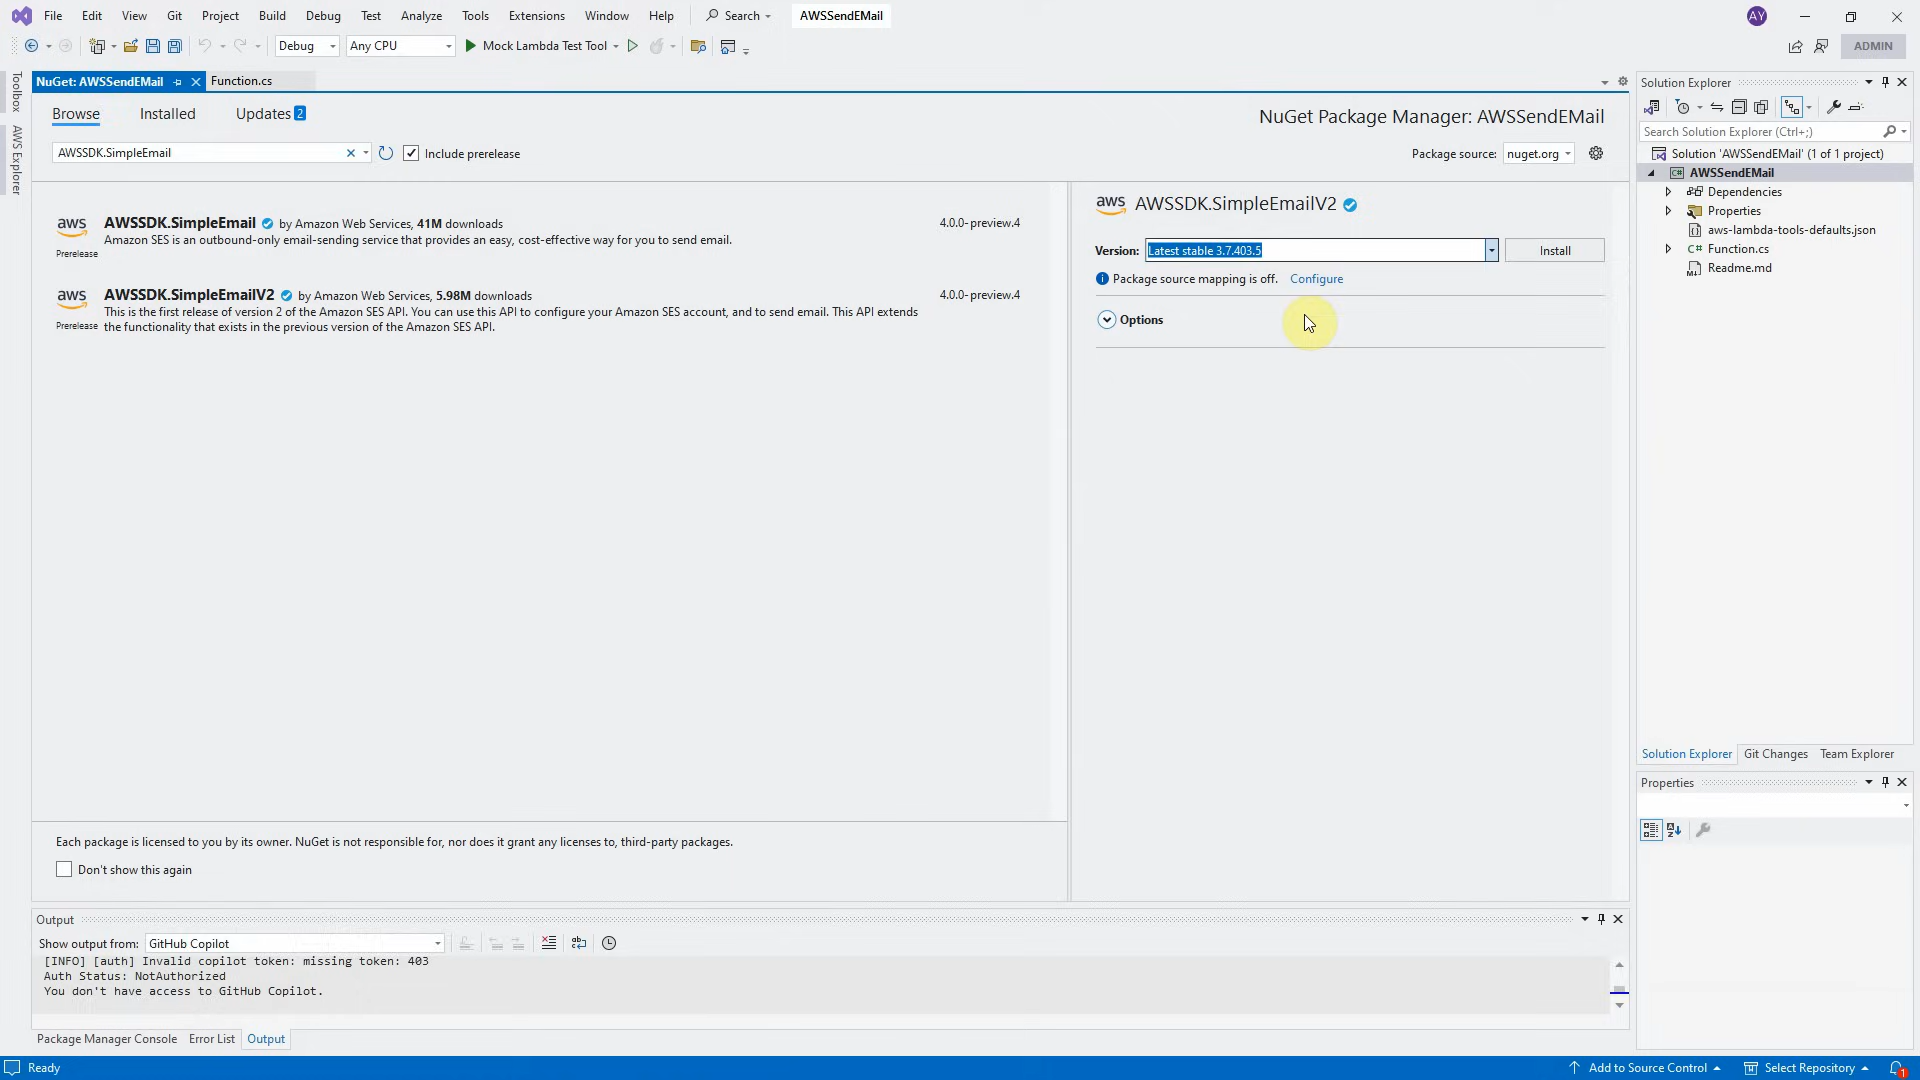 File Edit View Git Project Build Debug Test Analyze Tools Extensions Window Help Search AWSSendEMail AY
Debug Any CPU Mock Lambda Test Tool ADMIN
Toolbox
AWS Explorer
NuGet: AWSSendEMail Function.cs
Browse Installed Updates 2
NuGet Package Manager: AWSSendEMail
AWSSDK.SimpleEmail Include prerelease
Package source: nuget.org
aws AWSSDK.SimpleEmail by Amazon Web Services, 41M downloads 4.0.0-preview.4
Amazon SES is an outbound-only email-sending service that provides an easy, cost-effective way for you to send email.
Prerelease
aws AWSSDK.SimpleEmailV2 by Amazon Web Services, 5.98M downloads 4.0.0-preview.4
This is the first release of version 2 of the Amazon SES API. You can use this API to configure your Amazon SES account, and to send email. This API extends
Prerelease the functionality that exists in the previous version of the Amazon SES API.
aws AWSSDK.SimpleEmailV2
Version: Latest stable 3.7.403.5 Install
Package source mapping is off. Configure
Options
Each package is licensed to you by its owner. NuGet is not responsible for, nor does it grant any licenses to, third-party packages.
Don't show this again
Solution Explorer
Search Solution Explorer (Ctrl+;)
Solution 'AWSSendEMail' (1 of 1 project)
C# AWSSendEMail
Dependencies
Properties
aws-lambda-tools-defaults.json
C# Function.cs
Readme.md
Solution Explorer Git Changes Team Explorer
Properties
Output
Show output from: GitHub Copilot
[INFO] [auth] Invalid copilot token: missing token: 403
Auth Status: NotAuthorized
You don't have access to GitHub Copilot.
Package Manager Console Error List Output
Ready Add to Source Control Select Repository 1